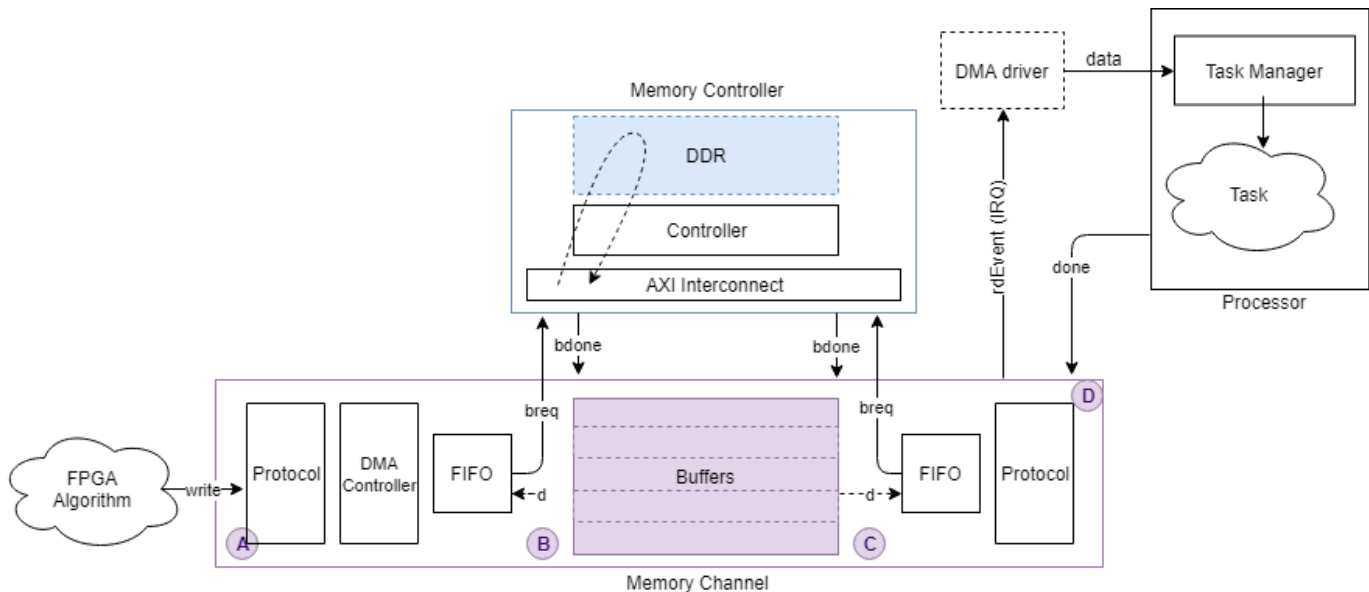 DMA driver
data
Task Manager
Task
Processor
Memory Controller
DDR
Controller
AXI Interconnect
rdEvent (IRQ)
done
bdone
bdone
breq
breq
D
FPGA
Algorithm
write
Protocol
DMA
Controller
FIFO
d
Buffers
d
FIFO
Protocol
A
B
C
Memory Channel